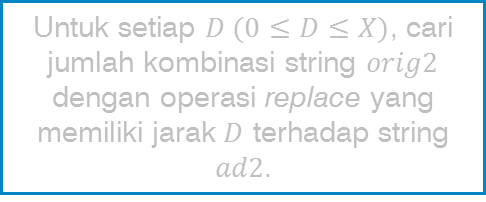 Untuk setiap D (0 ≤ D ≤ X), cari
jumlah kombinasi string orig2
dengan operasi replace yang
memiliki jarak D terhadap string
ad2.